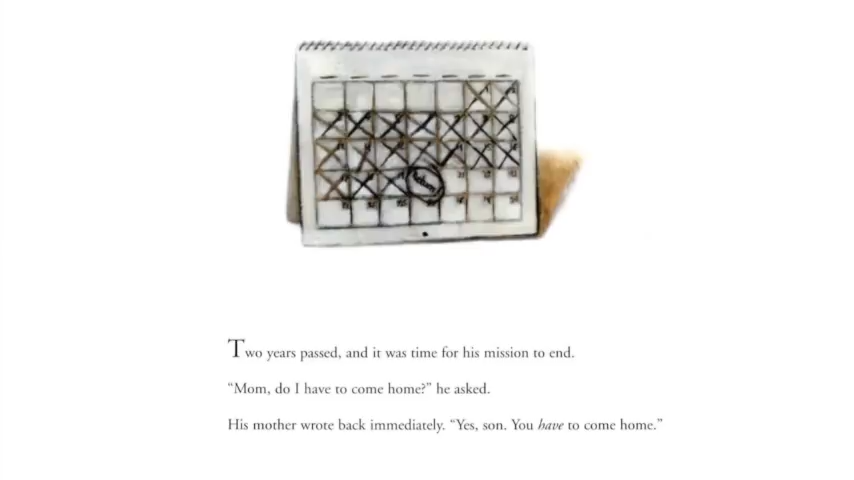 Two years passed, and it was time for his mission to end.
“Mom, do I have to come home?” he asked.
His mother wrote back immediately. “Yes, son. You have to come home.”